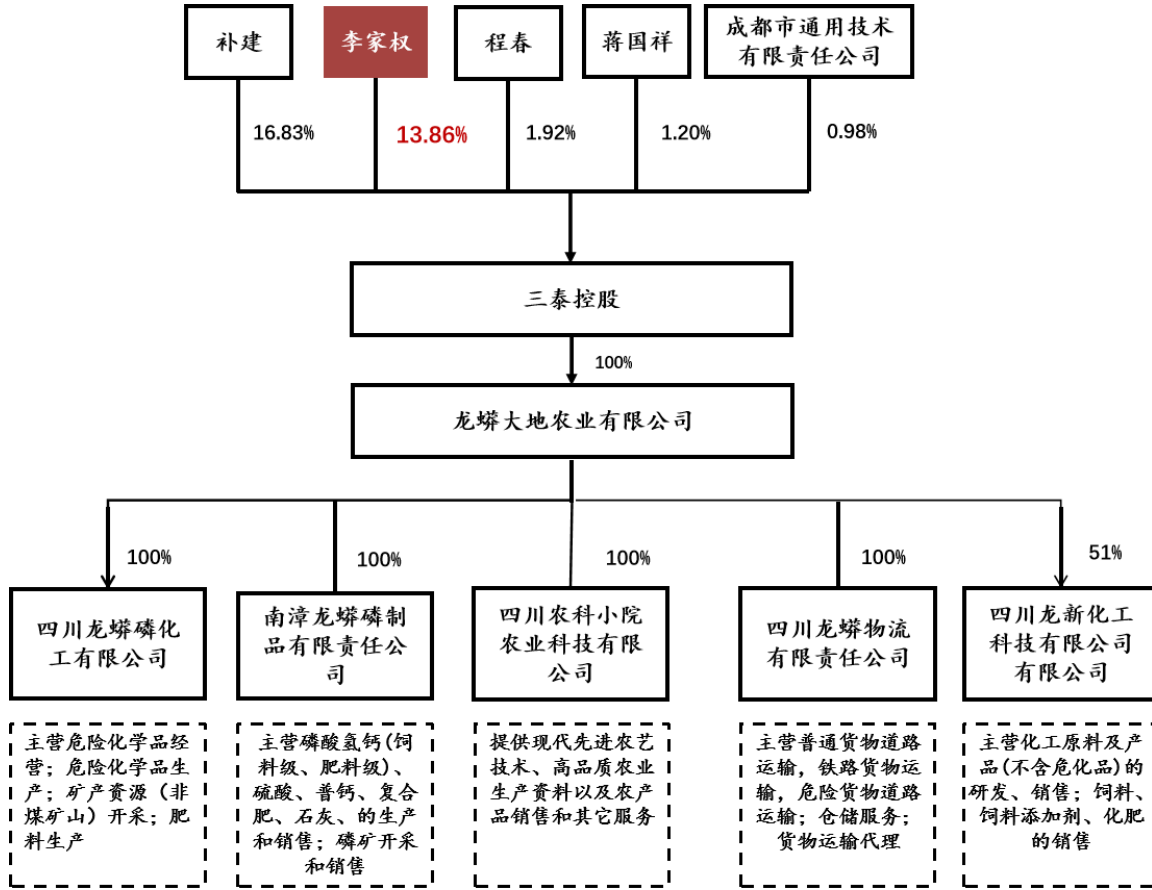 补建
李家权
程春
蒋国祥
成都市通用技术
有限责任公司
16.83%
13.86%
1.92%
1.20%
0.98%
三泰控股
100%
龙蟒大地农业有限公司
100%
100%
100%
100%
51%
四川龙蟒磷化
工有限公司
南漳龙蟒磷制
品有限责任公
司
四川农科小院
农业科技有限
公司
四川龙蟒物流
有限责任公司
四川龙新化工
科技有限公司
有限公司
主营危险化学品经
营；危险化学品生
产；矿产资源（非
煤矿山）开采；肥
料生产
主营磷酸氢钙(饲
料级、肥料级)、
硫酸、普钙、复合
肥、石灰、的生产
和销售；磷矿开采
和销售
提供现代先进农艺
技术、高品质农业
生产资料以及农产
品销售和其它服务
主营普通货物道路
运输，铁路货物运
输，危险货物道路
运输；仓储服务；
货物运输代理
主营化工原料及产
品(不含危化品)的
研发、销售；饲料、
饲料添加剂、化肥
的销售